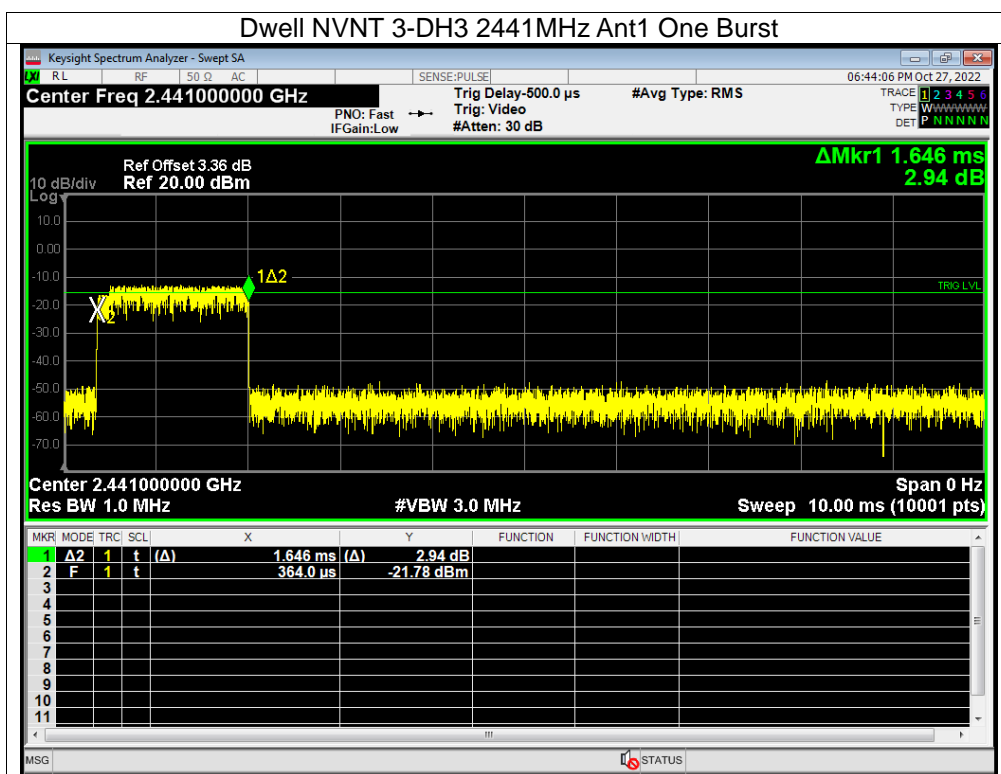 Dwell NVNT 3-DH3 2441MHz Ant1 One Burst
Keysight Spectrum Analyzer - Swept SA
LXI RL RF 50 Ω AC SENSE:PULSE 06:44:06 PM Oct 27, 2022
Center Freq 2.441000000 GHz Trig Delay-500.0 µs #Avg Type: RMS TRACE 1 2 3 4 5 6
PNO: Fast Trig: Video TYPE WWWWWWW
IFGain:Low #Atten: 30 dB DET P N N N N N
ΔMkr1 1.646 ms
Ref Offset 3.36 dB 2.94 dB
10 dB/div Ref 20.00 dBm
Log
10.0
0.00
-10.0 1Δ2
TRIG LVL
-20.0 2
-30.0
-40.0
-50.0
-60.0
-70.0
Center 2.441000000 GHz Span 0 Hz
Res BW 1.0 MHz #VBW 3.0 MHz Sweep 10.00 ms (10001 pts)
MKR MODE TRC SCL X Y FUNCTION FUNCTION WIDTH FUNCTION VALUE
1 Δ2 1 t (Δ) 1.646 ms (Δ) 2.94 dB
2 F 1 t 364.0 µs -21.78 dBm
3
4
5
6
7
8
9
10
11
MSG STATUS